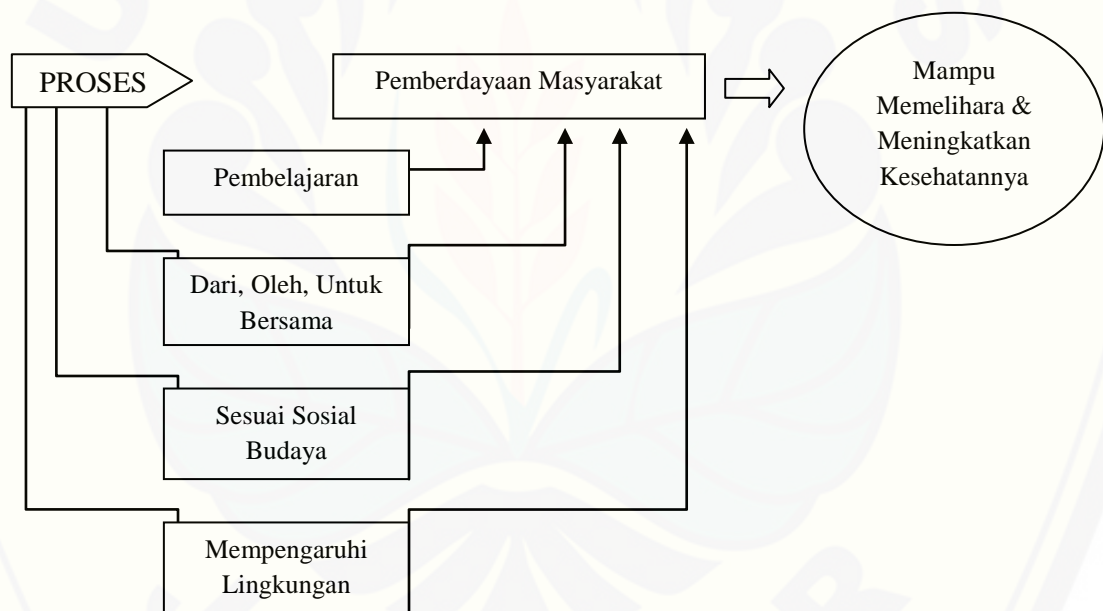 PROSES
Pemberdayaan Masyarakat
Mampu
Memelihara &
Meningkatkan
Kesehatannya
Pembelajaran
Dari, Oleh, Untuk
Bersama
Sesuai Sosial
Budaya
Mempengaruhi
Lingkungan